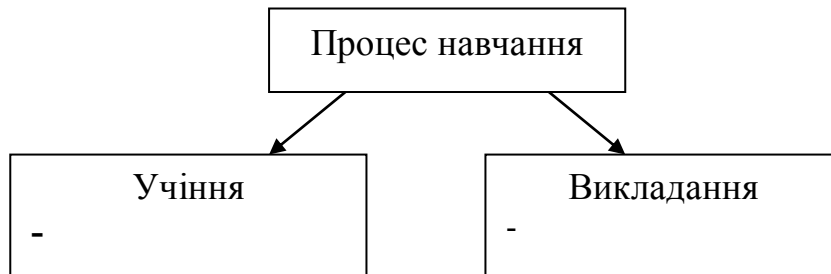 Процес навчання
Учіння
-
Викладання
-